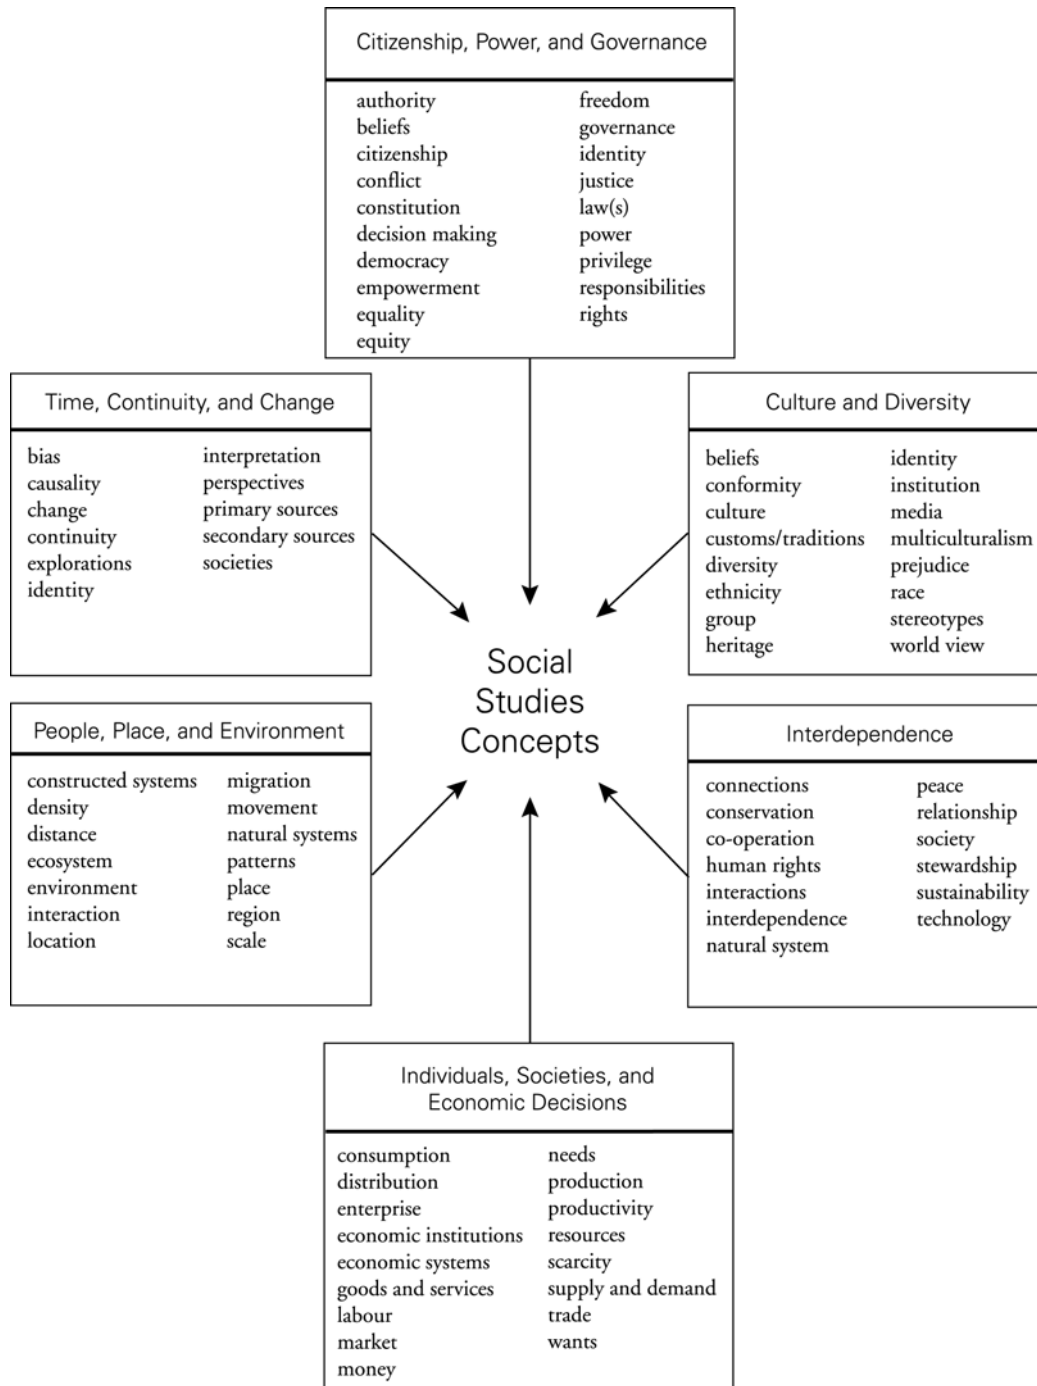 Citizenship, Power, and Governance
authority
beliefs
citizenship
conflict
constitution
decision making
democracy
empowerment
equality
equity
freedom
governance
identity
justice
law(s)
power
privilege
responsibilities
rights
Time, Continuity, and Change
bias
causality
change
continuity
explorations
identity
interpretation
perspectives
primary sources
secondary sources
societies
Culture and Diversity
beliefs
conformity
culture
customs/traditions
diversity
ethnicity
group
heritage
identity
institution
media
multiculturalism
prejudice
race
stereotypes
world view
Social
Studies
Concepts
People, Place, and Environment
constructed systems
density
distance
ecosystem
environment
interaction
location
migration
movement
natural systems
patterns
place
region
scale
Interdependence
connections
conservation
co-operation
human rights
interactions
interdependence
natural system
peace
relationship
society
stewardship
sustainability
technology
Individuals, Societies, and
Economic Decisions
consumption
distribution
enterprise
economic institutions
economic systems
goods and services
labour
market
money
needs
production
productivity
resources
scarcity
supply and demand
trade
wants